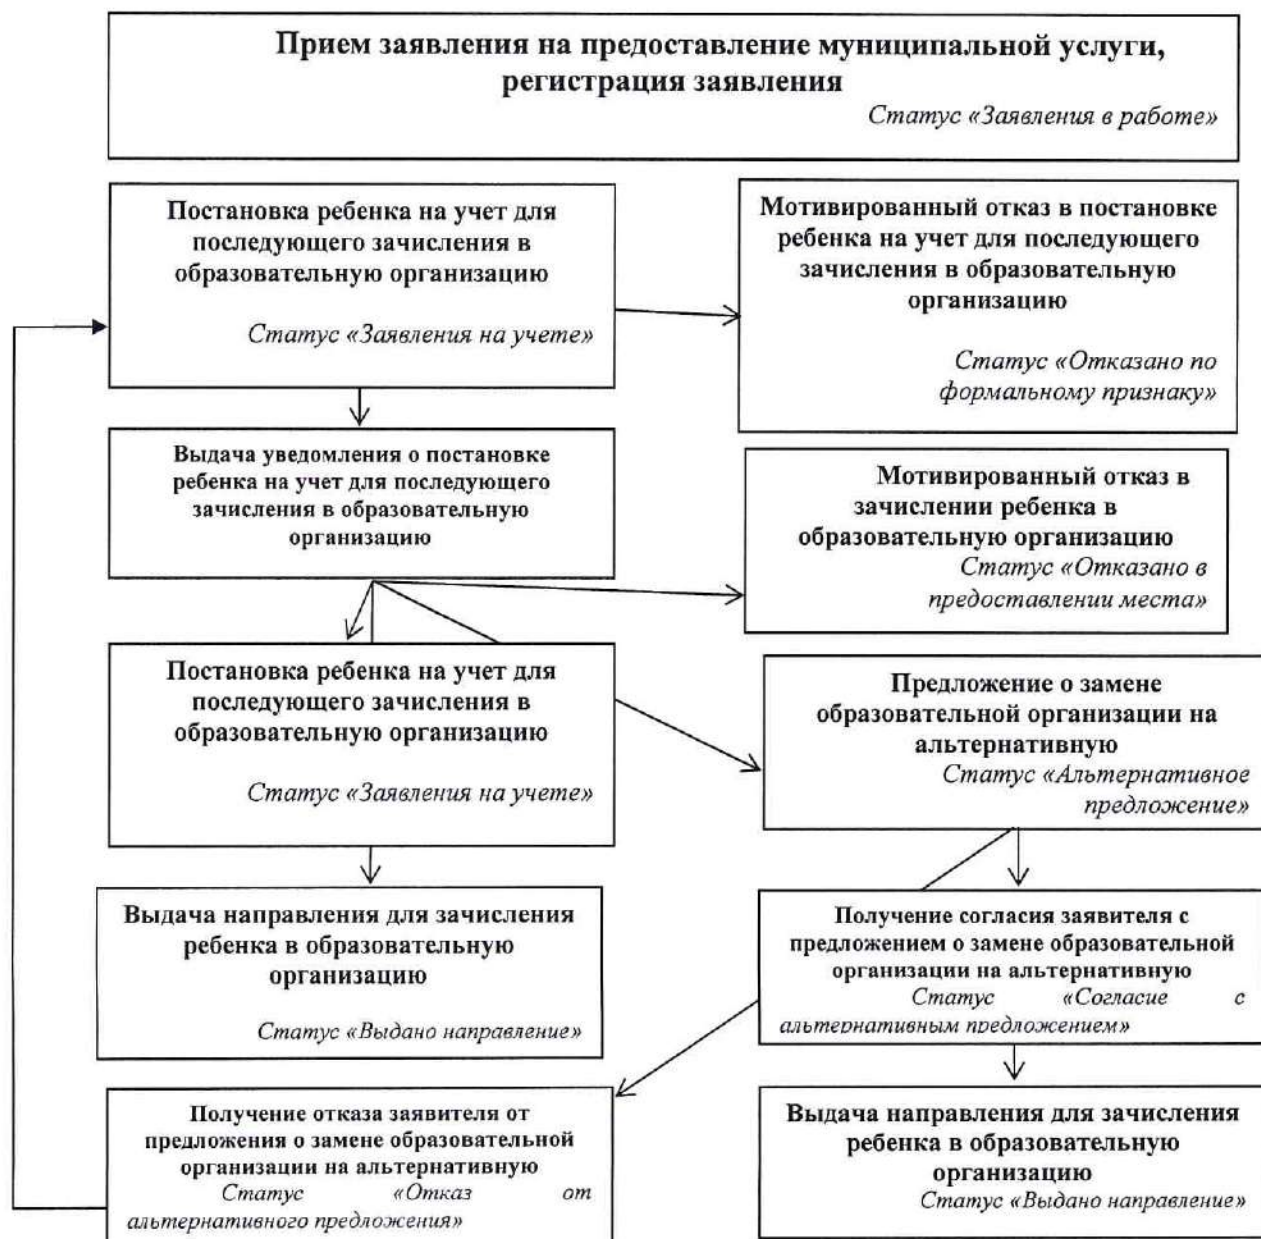 Прием заявления на предоставление муниципальной услуги,
регистрация заявления
Статус «Заявления в работе»
Постановка ребенка на учет для
последующего зачисления в
образовательную организацию
Статус «Заявления на учете»
Мотивированный отказ в постановке
ребенка на учет для последующего
зачисления в образовательную
организацию
Статус «Отказано по
формальному признаку»
Выдача уведомления о постановке
ребенка на учет для последующего
зачисления в образовательную
организацию
Мотивированный отказ в
зачислении ребенка в
образовательную организацию
Статус «Отказано в
предоставлении места»
Постановка ребенка на учет для
последующего зачисления в
образовательную организацию
Статус «Заявления на учете»
Предложение о замене
образовательной организации на
альтернативную
Статус «Альтернативное
предложение»
Выдача направления для зачисления
ребенка в образовательную
организацию
Статус «Выдано направление»
Получение согласия заявителя с
предложением о замене образовательной
организации на альтернативную
Статус «Согласие с
альтернативным предложением»
Получение отказа заявителя от
предложения о замене образовательной
организации на альтернативную
Статус «Отказ от
альтернативного предложения»
Выдача направления для зачисления
ребенка в образовательную
организацию
Статус «Выдано направление»